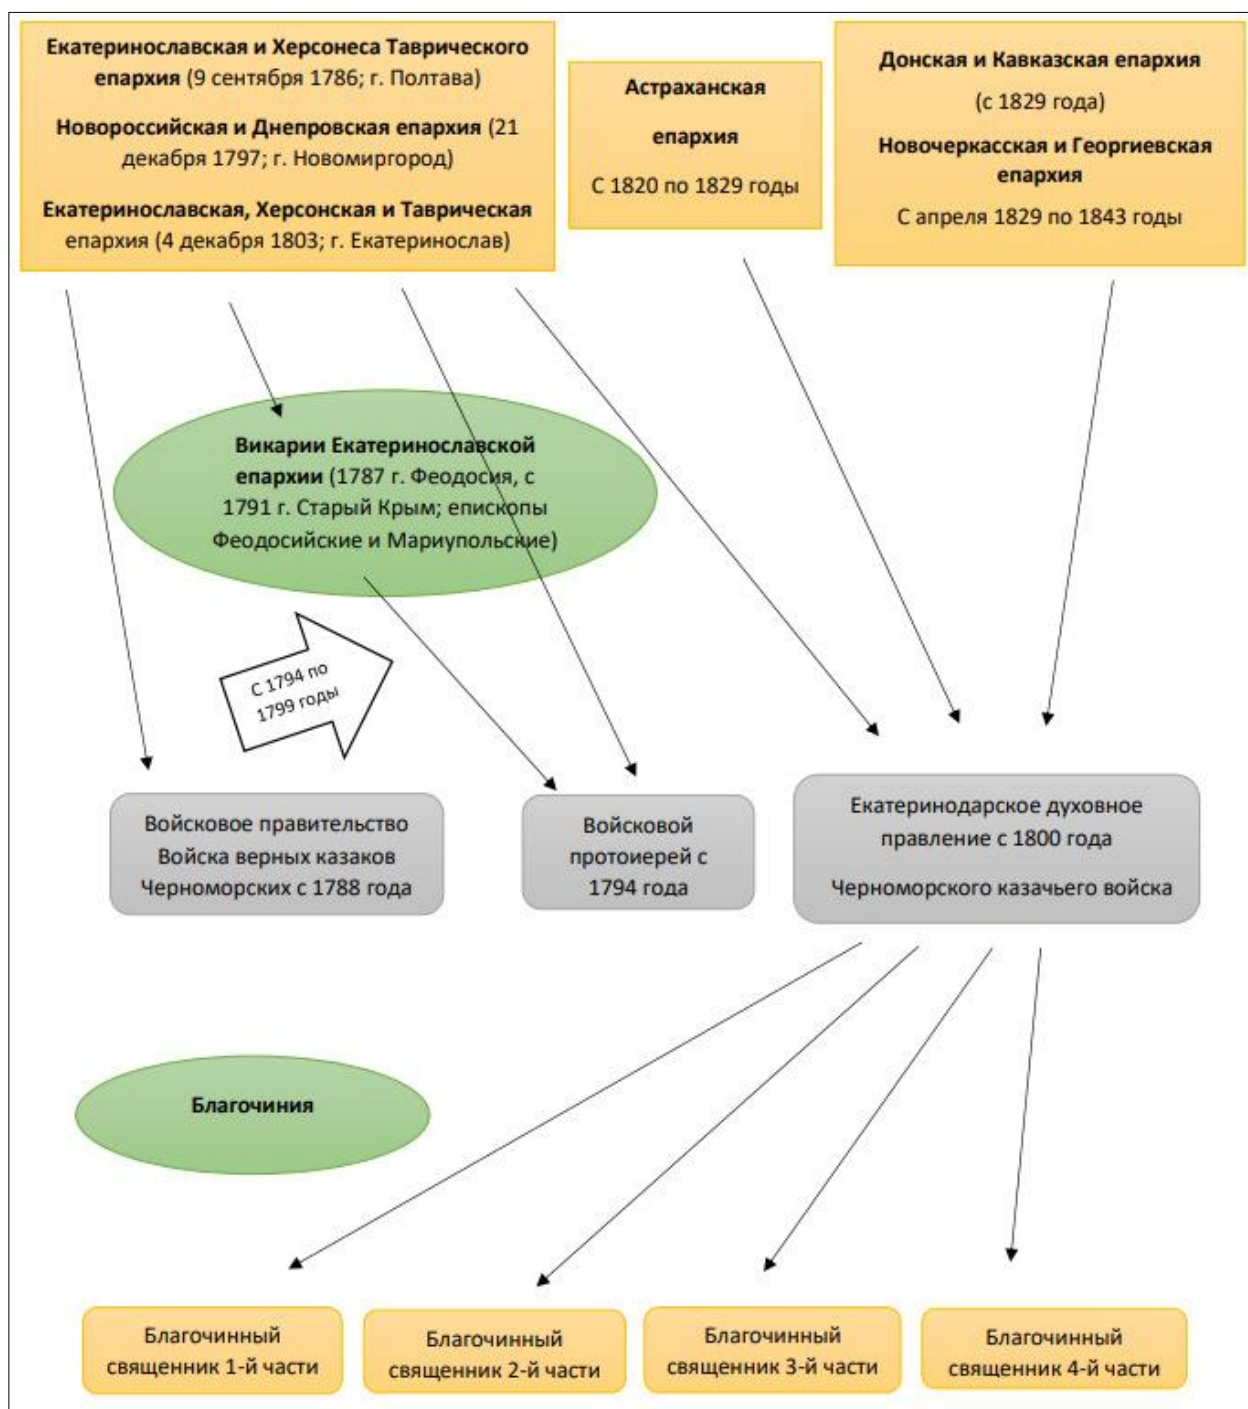 Екатеринославская и Херсонеса Таврического
епархия (9 сентября 1786; г. Полтава)
Новороссийская и Днепровская епархия (21
декабря 1797; г. Новомиргород)
Екатеринославская, Херсонская и Таврическая
епархия (4 декабря 1803; г. Екатеринослав)
Астраханская
епархия
С 1820 по 1829 годы
Донская и Кавказская епархия
(с 1829 года)
Новочеркасская и Георгиевская
епархия
С апреля 1829 по 1843 годы
Викарии Екатеринославской
епархии (1787 г. Феодосия, с
1791 г. Старый Крым; епископы
Феодосийские и Мариупольские)
С 1794 по
1799 годы
Войсковое правительство
Войска верных казаков
Черноморских с 1788 года
Войсковой
протоиерей с
1794 года
Екатеринодарское духовное
правление с 1800 года
Черноморского казачьего войска
Благочиния
Благочинный
священник 1-й части
Благочинный
священник 2-й части
Благочинный
священник 3-й части
Благочинный
священник 4-й части